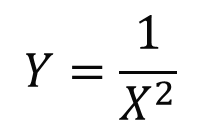 Y = 1/X²